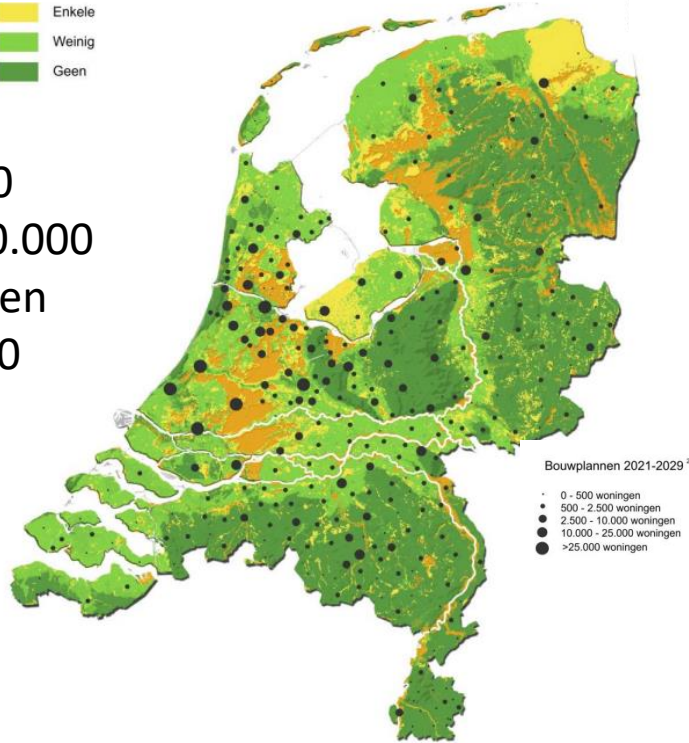 Enkele
Weinig
Geen
0
0.000
en
0
Bouwplannen 2021-2029 ²
0 - 500 woningen
500 - 2.500 woningen
2.500 - 10.000 woningen
10.000 - 25.000 woningen
>25.000 woningen